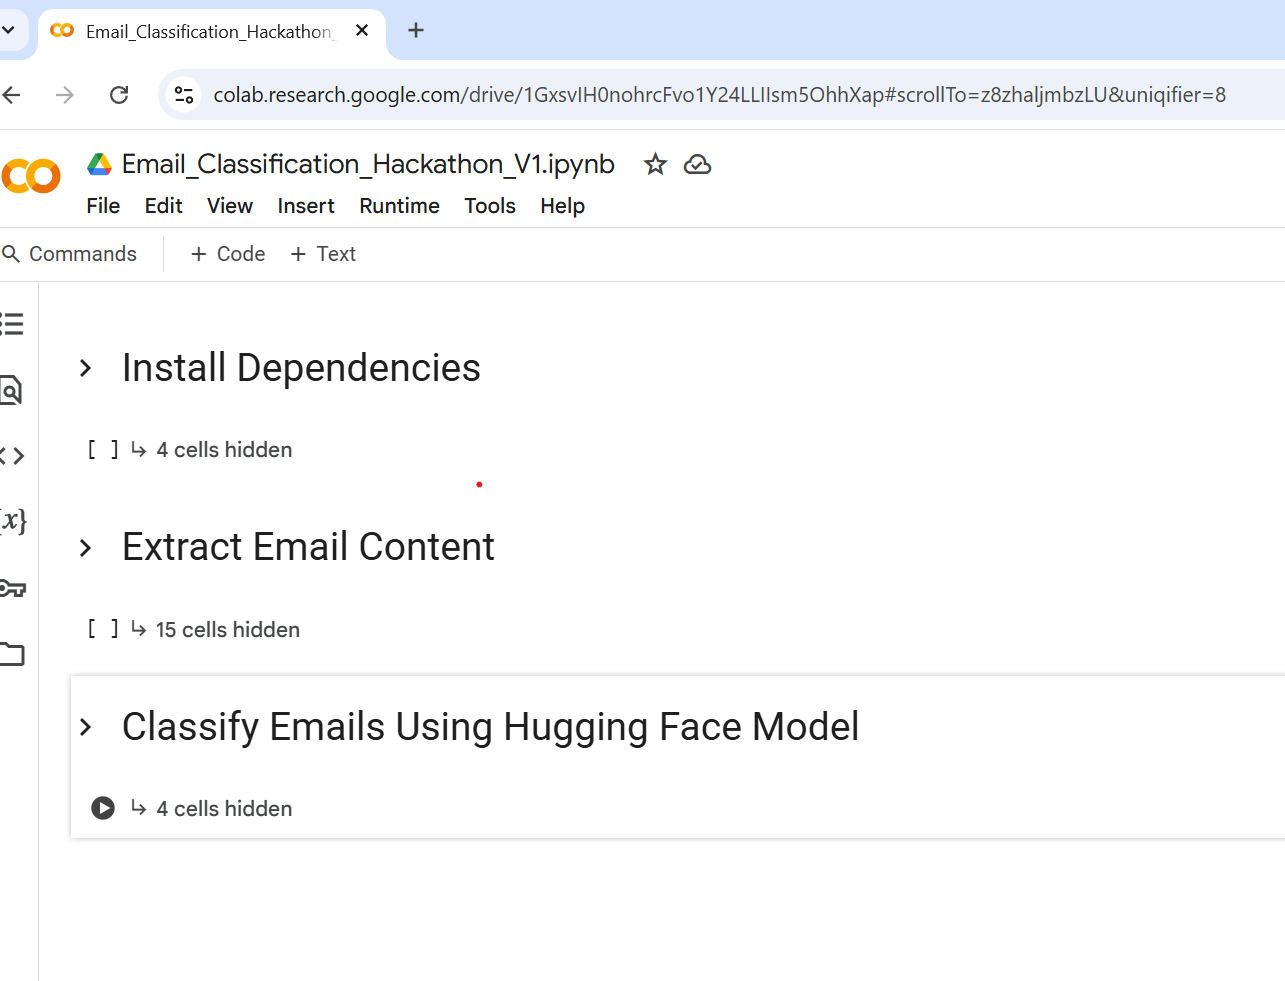 Email_Classification_Hackathon_
colab.research.google.com/drive/1GxsvIH0nohrcFvo1Y24LLIIsm5OhhXap#scrollTo=z8zhaljmbzLU&uniqifier=8
Email_Classification_Hackathon_V1.ipynb
File Edit View Insert Runtime Tools Help
Commands + Code + Text
Install Dependencies
[ ] ↳ 4 cells hidden
Extract Email Content
{x}
[ ] ↳ 15 cells hidden
Classify Emails Using Hugging Face Model
↳ 4 cells hidden